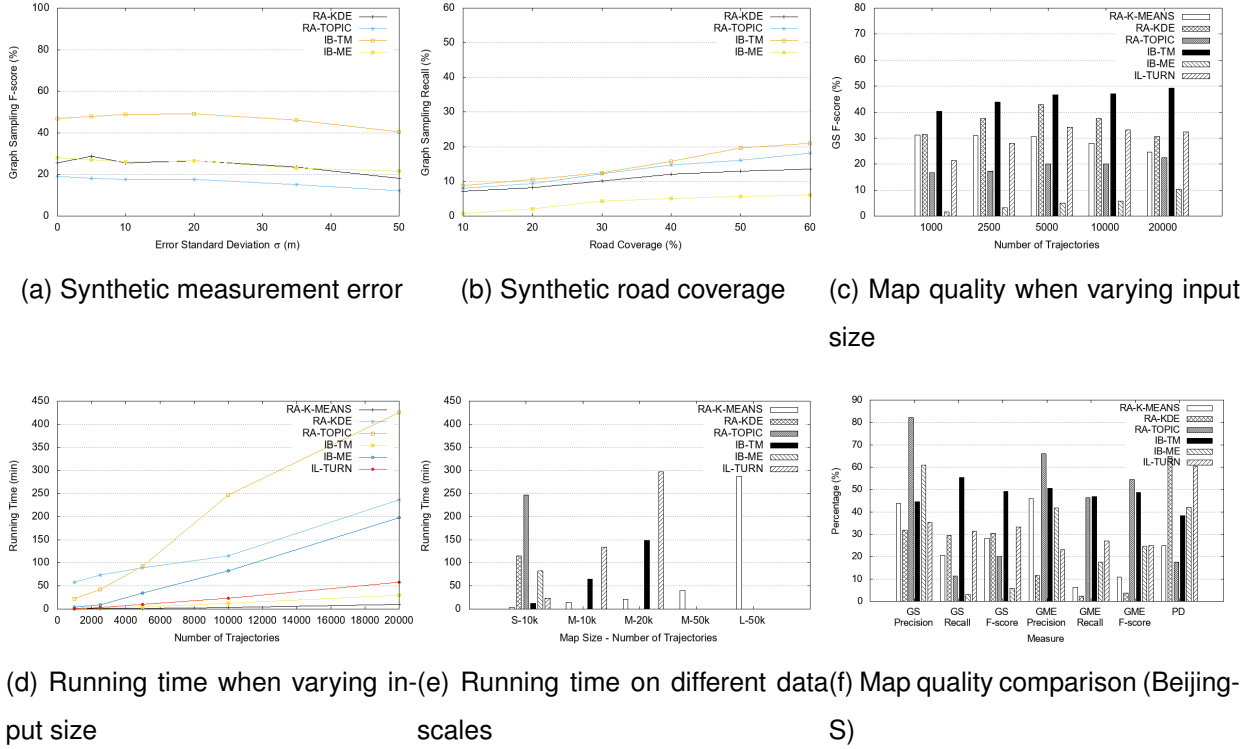 100
80
60
40
20
0
Graph Sampling F-score (%)
0 10 20 30 40 50
Error Standard Deviation σ (m)
RA-KDE
RA-TOPIC
IB-TM
IB-ME
(a) Synthetic measurement error
60
50
40
30
20
10
0
Graph Sampling Recall (%)
10 20 30 40 50 60
Road Coverage (%)
RA-KDE
RA-TOPIC
IB-TM
IB-ME
(b) Synthetic road coverage
80
70
60
50
40
30
20
10
0
GS F-score (%)
1000 2500 5000 10000 20000
Number of Trajectories
RA-K-MEANS
RA-KDE
RA-TOPIC
IB-TM
IB-ME
IL-TURN
(c) Map quality when varying input
size
450
400
350
300
250
200
150
100
50
0
Running Time (min)
2000 4000 6000 8000 10000 12000 14000 16000 18000 20000
Number of Trajectories
RA-K-MEANS
RA-KDE
RA-TOPIC
IB-TM
IB-ME
IL-TURN
(d) Running time when varying in-
put size
450
400
350
300
250
200
150
100
50
0
Running Time (min)
S-10k M-10k M-20k M-50k L-50k
Map Size - Number of Trajectories
RA-K-MEANS
RA-KDE
RA-TOPIC
IB-TM
IB-ME
IL-TURN
(e) Running time on different data
scales
90
80
70
60
50
40
30
20
10
0
Percentage (%)
GS GS GS GME GME GME PD
Precision Recall F-score Precision Recall F-score
Measure
RA-K-MEANS
RA-KDE
RA-TOPIC
IB-TM
IB-ME
IL-TURN
(f) Map quality comparison (Beijing-
S)